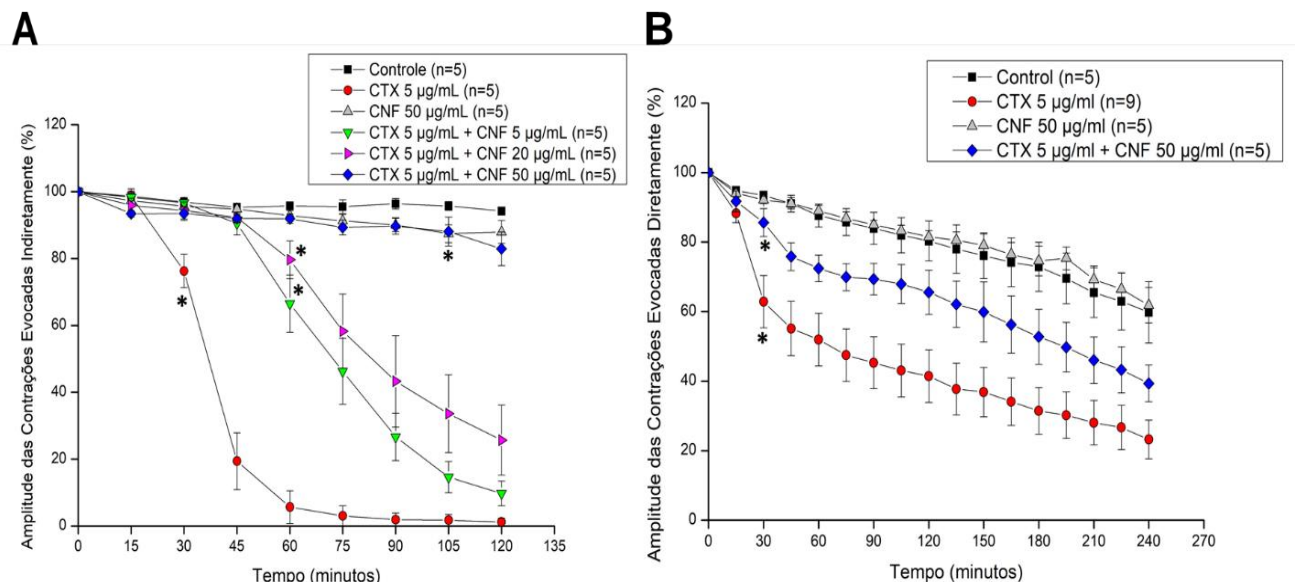 A
Controle (n=5)
CTX 5 µg/mL (n=5)
CNF 50 µg/mL (n=5)
CTX 5 µg/mL + CNF 5 µg/mL (n=5)
CTX 5 µg/mL + CNF 20 µg/mL (n=5)
CTX 5 µg/mL + CNF 50 µg/mL (n=5)
Amplitude das Contrações Evocadas Indiretamente (%)
120
100
80
60
40
20
0
*
*
*
*
0 15 30 45 60 75 90 105 120 135
Tempo (minutos)
B
Control (n=5)
CTX 5 µg/ml (n=9)
CNF 50 µg/ml (n=5)
CTX 5 µg/ml + CNF 50 µg/ml (n=5)
Amplitude das Contrações Evocadas Diretamente (%)
120
100
80
60
40
20
0
*
*
0 30 60 90 120 150 180 210 240 270
Tempo (minutos)